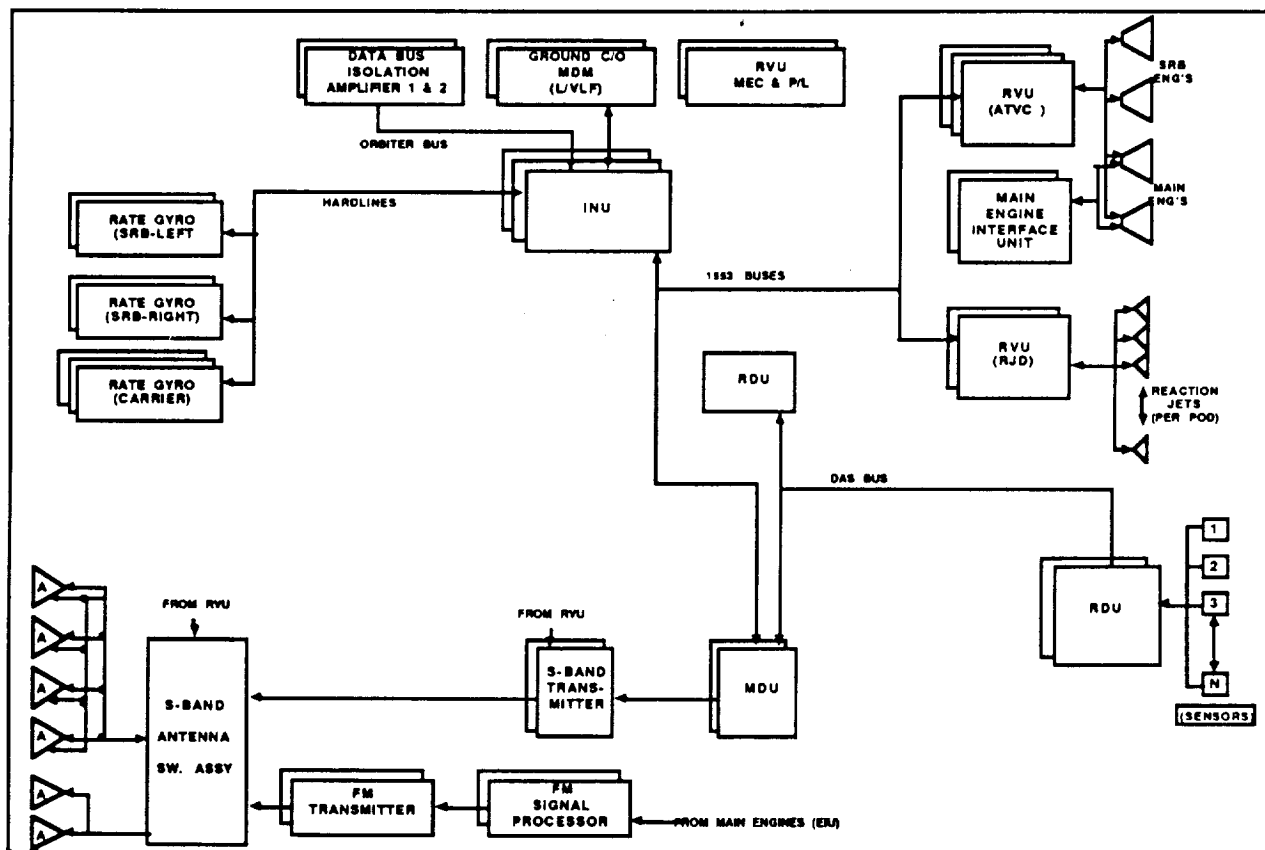 DATA BUS
ISOLATION
AMPLIFIER 1 & 2
GROUND C/O
MDM
(L/VLF)
RVU
MEC & P/L
RVU
(ATVC )
SRB
ENG'S
ORBITER BUS
INU
MAIN
ENGINE
INTERFACE
UNIT
MAIN
ENG'S
HARDLINES
RATE GYRO
(SRB-LEFT
1553 BUSES
RATE GYRO
(SRB-RIGHT)
RVU
(RJD)
RATE GYRO
(CARRIER)
RDU
REACTION
JETS
(PER POD)
DAS BUS
1
2
3
N
RDU
(SENSORS)
A
A
A
A
A
A
FROM RVU
S-BAND
ANTENNA
SW. ASSY
FROM RVU
S-BAND
TRANS-
MITTER
MDU
FM
TRANSMITTER
FM
SIGNAL
PROCESSOR
FROM MAIN ENGINES (EIU)